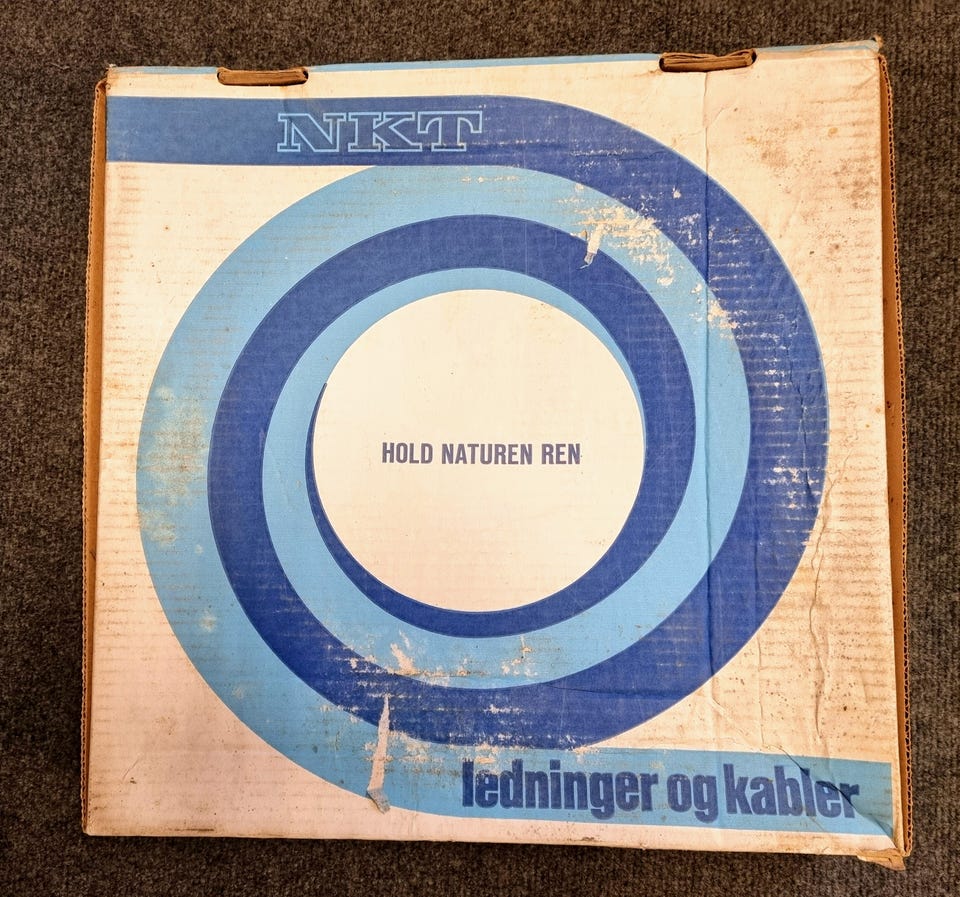 NKT
HOLD NATUREN REN
ledninger og kabler